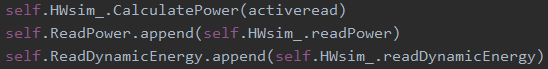 self.HWsim_.CalculatePower(activeread)
self.ReadPower.append(self.HWsim_.readPower)
self.ReadDynamicEnergy.append(self.HWsim_.readDynamicEnergy)